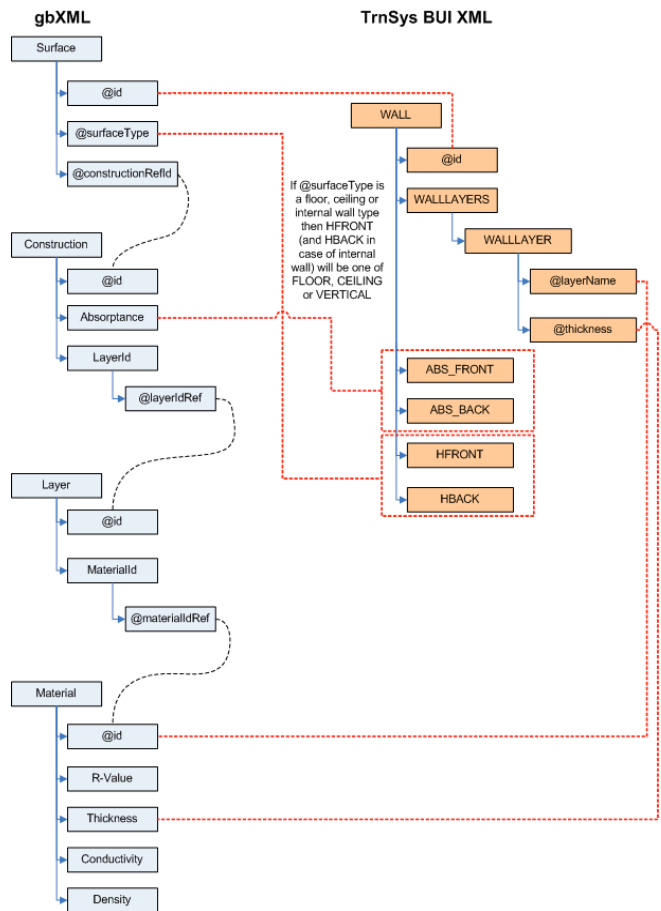 gbXML
TrnSys BUI XML
Surface
@id
@surfaceType
@constructionRefId
Construction
@id
Absorptance
LayerId
@layerIdRef
Layer
@id
MaterialId
@materialIdRef
Material
@id
R-Value
Thickness
Conductivity
Density
If @surfaceType is
a floor, ceiling or
internal wall type
then HFRONT
(and HBACK in
case of internal
wall) will be one of
FLOOR, CEILING
or VERTICAL
WALL
@id
WALLLAYERS
WALLLAYER
@layerName
@thickness
ABS_FRONT
ABS_BACK
HFRONT
HBACK